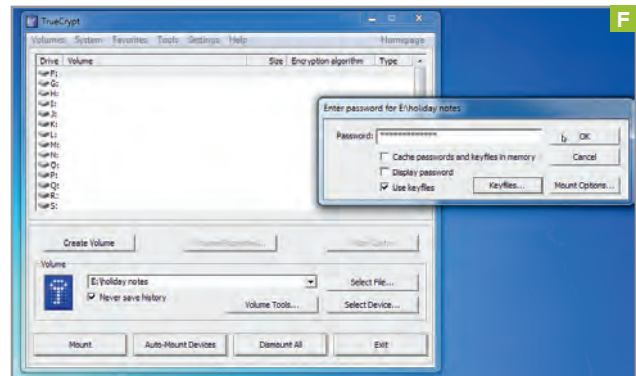 TrueCrypt
F
Volumes System Favorites Tools Settings Help Homepage
Drive Volume Size Encryption algorithm Type
F:
G:
H:
I:
J:
K:
L:
M:
N:
O:
P:
Q:
R:
S:
Enter password for E:\holiday notes
Password: ************* OK
Cache passwords and keyfiles in memory Cancel
Display password
Use keyfiles Keyfiles... Mount Options...
Create Volume
Volume
E:\holiday notes Select File...
Never save history Volume Tools... Select Device...
Mount Auto-Mount Devices Dismount All Exit